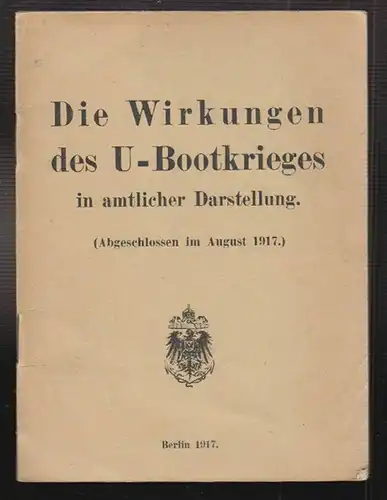 Die Wirkungen
des U-Bootkrieges
in amtlicher Darstellung.
(Abgeschlossen im August 1917.)
Berlin 1917.